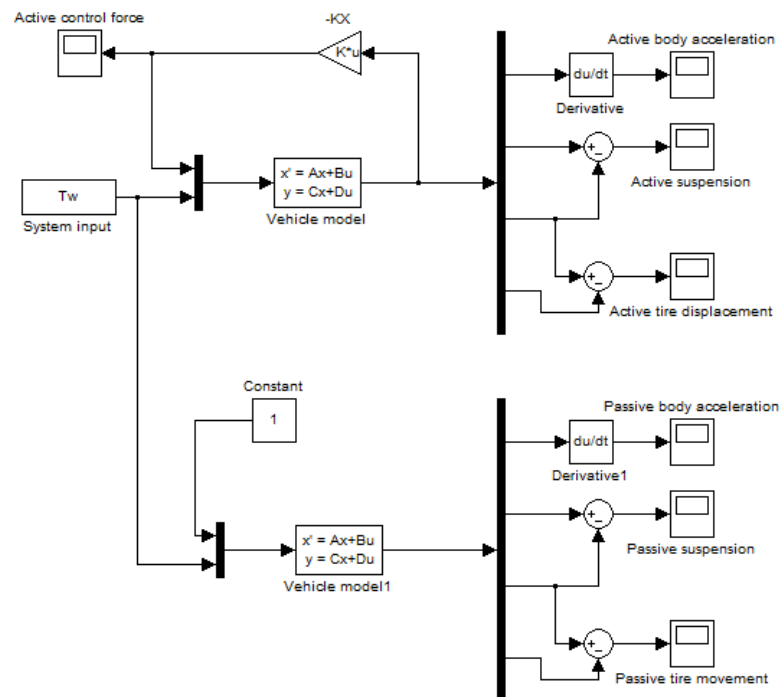 Active control force
-KX
K*u
Active body acceleration
du/dt
Derivative
+
−
Active suspension
Tw
System input
x' = Ax+Bu
y = Cx+Du
Vehicle model
+
−
Active tire displacement
Constant
1
Passive body acceleration
du/dt
Derivative1
+
−
Passive suspension
x' = Ax+Bu
y = Cx+Du
Vehicle model1
+
−
Passive tire movement